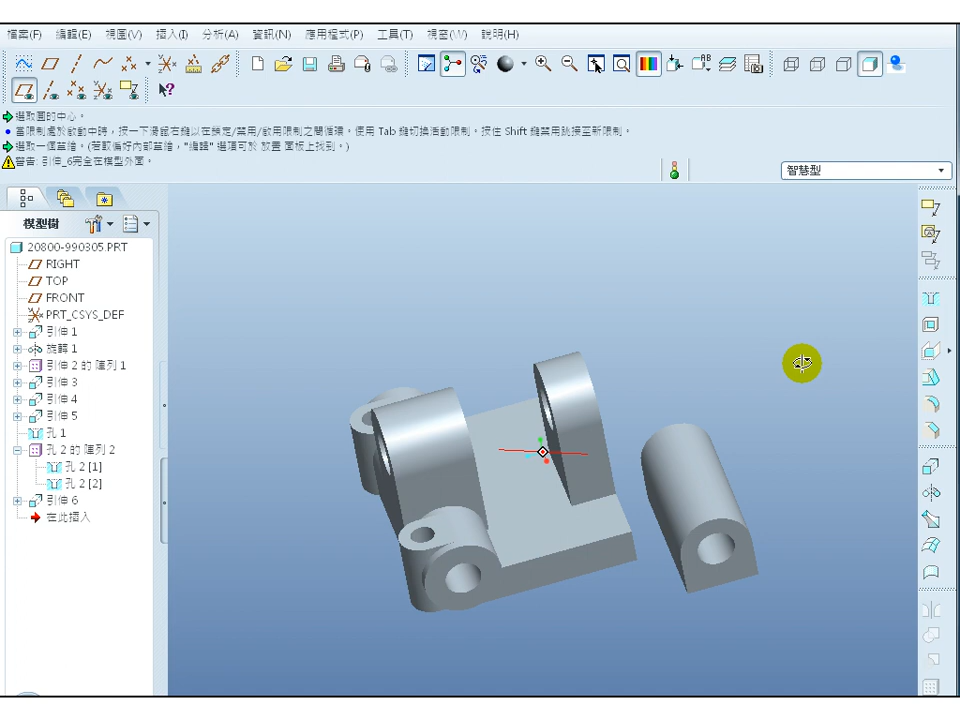 檔案(F) 編輯(E) 視圖(V) 插入(I) 分析(A) 資訊(N) 應用程式(P) 工具(T) 視窗(W) 說明(H)
選取圓的中心。
當限制處於啟動中時，按一下滑鼠右鍵以在鎖定/禁用/啟用限制之間循環。使用 Tab 鍵切換活動限制。按住 Shift 鍵禁用跳接至新限制。
選取一個草繪。(若取偏好內部草繪，"編輯" 選項可於 放置 面板上找到。)
警告: 引伸_6完全在模型外面。
智慧型
模型樹
20800-990305.PRT
RIGHT
TOP
FRONT
PRT_CSYS_DEF
引伸 1
旋轉 1
引伸 2 的 陣列 1
引伸 3
引伸 4
引伸 5
孔 1
孔 2 的 陣列 2
孔 2 [1]
孔 2 [2]
引伸 6
在此插入